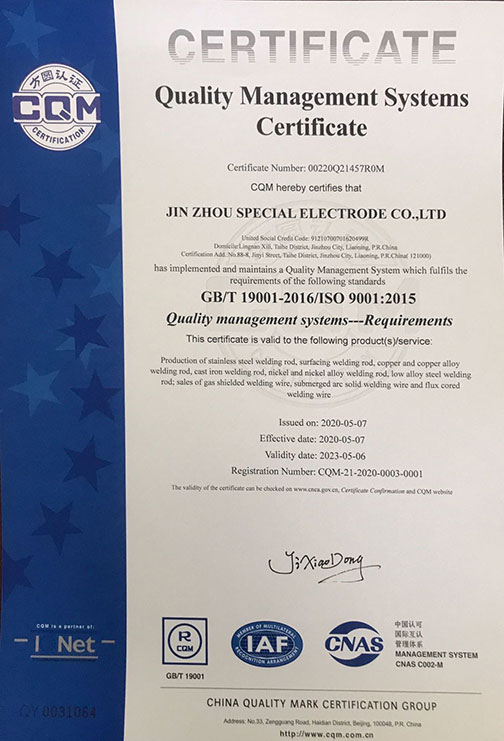 CERTIFICATE
方圆认证
CQM
CERTIFICATION
Quality Management Systems
Certificate
Certificate Number: 00220Q21457R0M
CQM hereby certifies that
JIN ZHOU SPECIAL ELECTRODE CO.,LTD
United Social Credit Code: 91210700701620499R
Domicile:Lingnan Xili, Taihe District, Jinzhou City, Liaoning, P.R.China
Certification Add. No.88-8, Jinyi Street, Taihe District, Jinzhou City, Liaoning, P.R.China( 121000)
has implemented and maintains a Quality Management System which fulfils the
requirements of the following standards
GB/T 19001-2016/ISO 9001:2015
Quality management systems---Requirements
This certificate is valid to the following product(s)/service:
Production of stainless steel welding rod, surfacing welding rod, copper and copper alloy
welding rod, cast iron welding rod, nickel and nickel alloy welding rod, low alloy steel welding
rod; sales of gas shielded welding wire, submerged arc solid welding wire and flux cored
welding wire
Issued on: 2020-05-07
Effective date: 2020-05-07
Validity date: 2023-05-06
Registration Number: CQM-21-2020-0003-0001
The validity of the certificate can be checked on www.cnca.gov.cn, Certificate Confirmation and CQM website
Ji XiaoDong
CQM is a partner of:
I Net
QY 0031064
R
CQM
GB/T 19001
MEMBER OF MULTILATERAL
IAF
RECOGNITION ARRANGEMENT
CNAS
中国认可
国际互认
管理体系
MANAGEMENT SYSTEM
CNAS C002-M
CHINA QUALITY MARK CERTIFICATION GROUP
Address: No.33, Zengguang Road, Haidian District, Beijing, 100048, P.R. China
http://www.cqm.com.cn